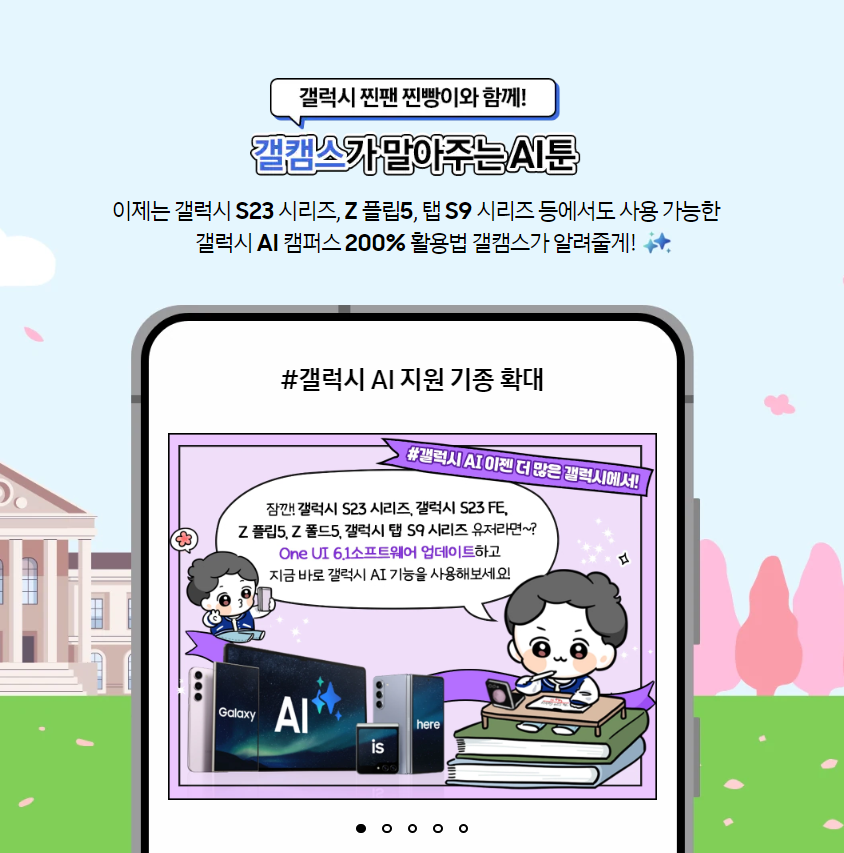 갤럭시 찐팬 찐빵이와 함께!
갤캠스가 말아주는 AI툰
이제는 갤럭시 S23 시리즈, Z 플립5, 탭 S9 시리즈 등에서도 사용 가능한
갤럭시 AI 캠퍼스 200% 활용법 갤캠스가 알려줄게!
#갤럭시 AI 지원 기종 확대
#갤럭시 AI 이젠 더 많은 갤럭시에서!
잠깐! 갤럭시 S23 시리즈, 갤럭시 S23 FE,
Z 플립5, Z 폴드5, 갤럭시 탭 S9 시리즈 유저라면~?
One UI 6.1소프트웨어 업데이트하고
지금 바로 갤럭시 AI 기능을 사용해보세요!
Galaxy
AI
is
here